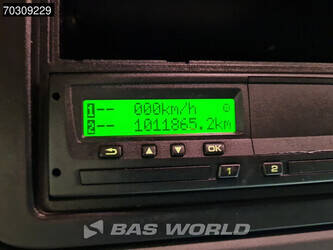 70309229
1-- 000km/h
2-- 1011865.2km
OK
1 2
BAS WORLD